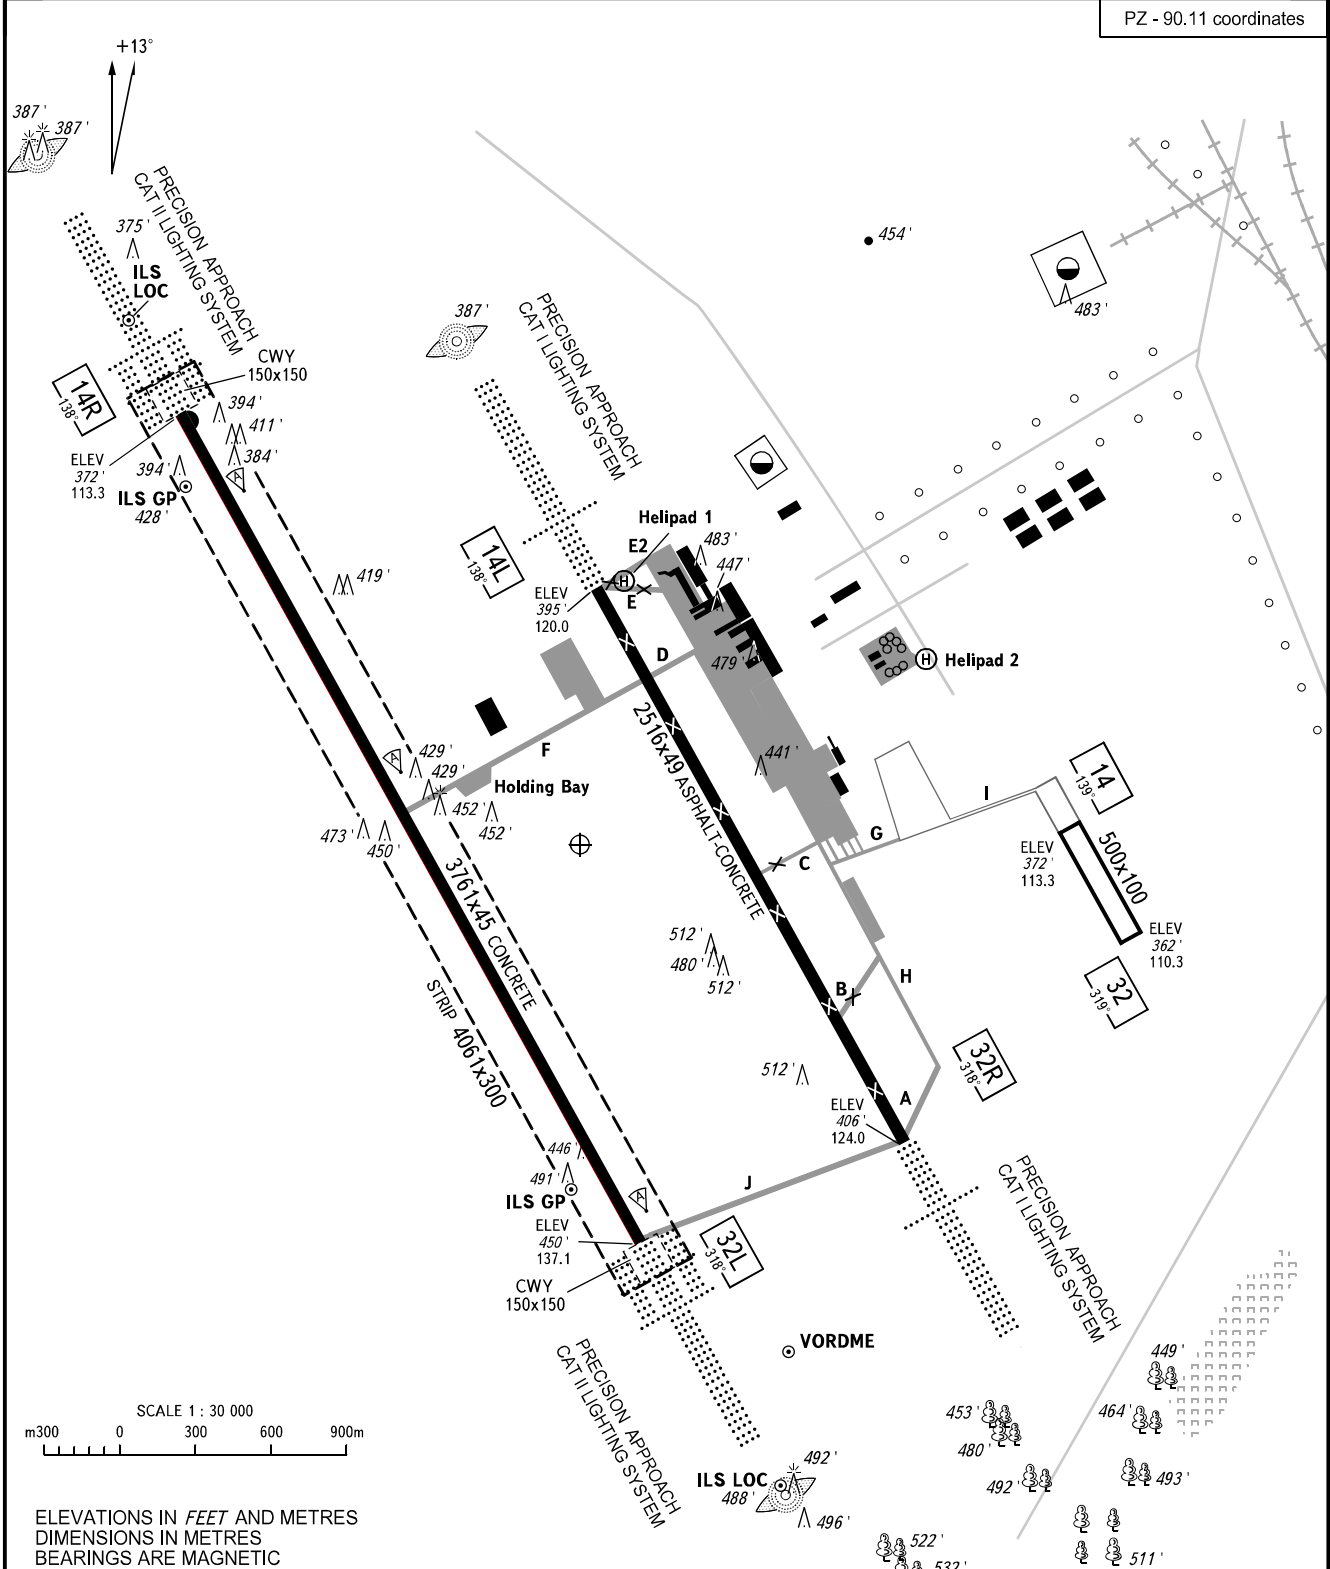 PZ - 90.11 coordinates
+13°
387'
387'
PRECISION APPROACH
CAT II LIGHTING SYSTEM
375'
ILS
LOC
454'
483'
387'
PRECISION APPROACH
CAT I LIGHTING SYSTEM
CWY
150x150
14R
138°
394'
411'
384'
A
ELEV
372'
113.3
394'
ILS GP
428'
Helipad 1
E2
483'
447'
14L
138°
419'
ELEV
395'
120.0
H
E
D
479'
H
Helipad 2
2516x49 ASPHALT-CONCRETE
F
A
429'
429'
Holding Bay
452'
452'
473'
450'
441'
I
14
139°
G
C
ELEV
372'
113.3
500x100
3761x45 CONCRETE
512'
480'
512'
B
H
ELEV
362'
110.3
32
319°
STRIP 4061x300
512'
32R
318°
A
ELEV
406'
124.0
446'
491'
ILS GP
A
J
ELEV
450'
137.1
32L
318°
CWY
150x150
PRECISION APPROACH
CAT I LIGHTING SYSTEM
VORDME
PRECISION APPROACH
CAT II LIGHTING SYSTEM
449'
453'
464'
480'
492'
493'
SCALE 1 : 30 000
m300 0 300 600 900m
492'
ILS LOC
488'
496'
522'
532'
511'
ELEVATIONS IN FEET AND METRES
DIMENSIONS IN METRES
BEARINGS ARE MAGNETIC